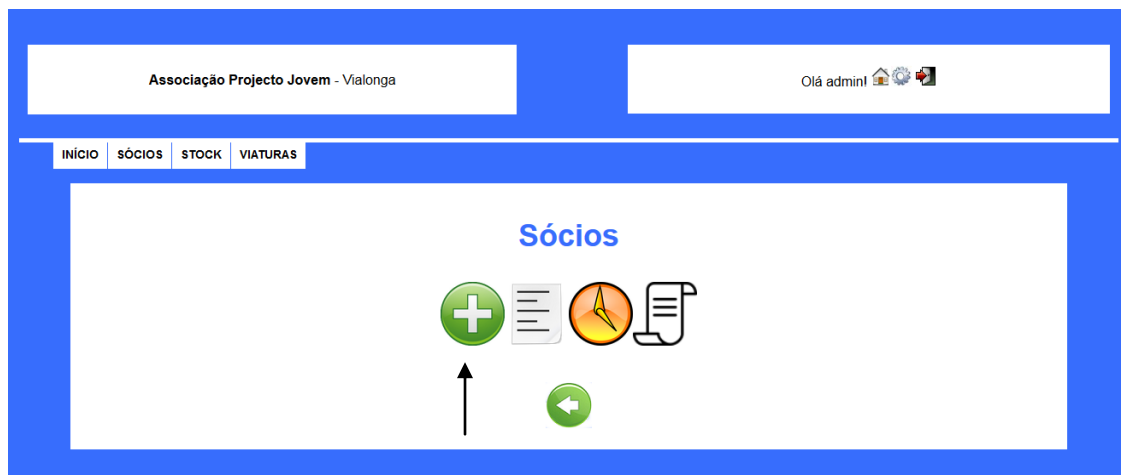 Associação Projecto Jovem - Vialonga
Olá admin!
INÍCIO SÓCIOS STOCK VIATURAS
Sócios